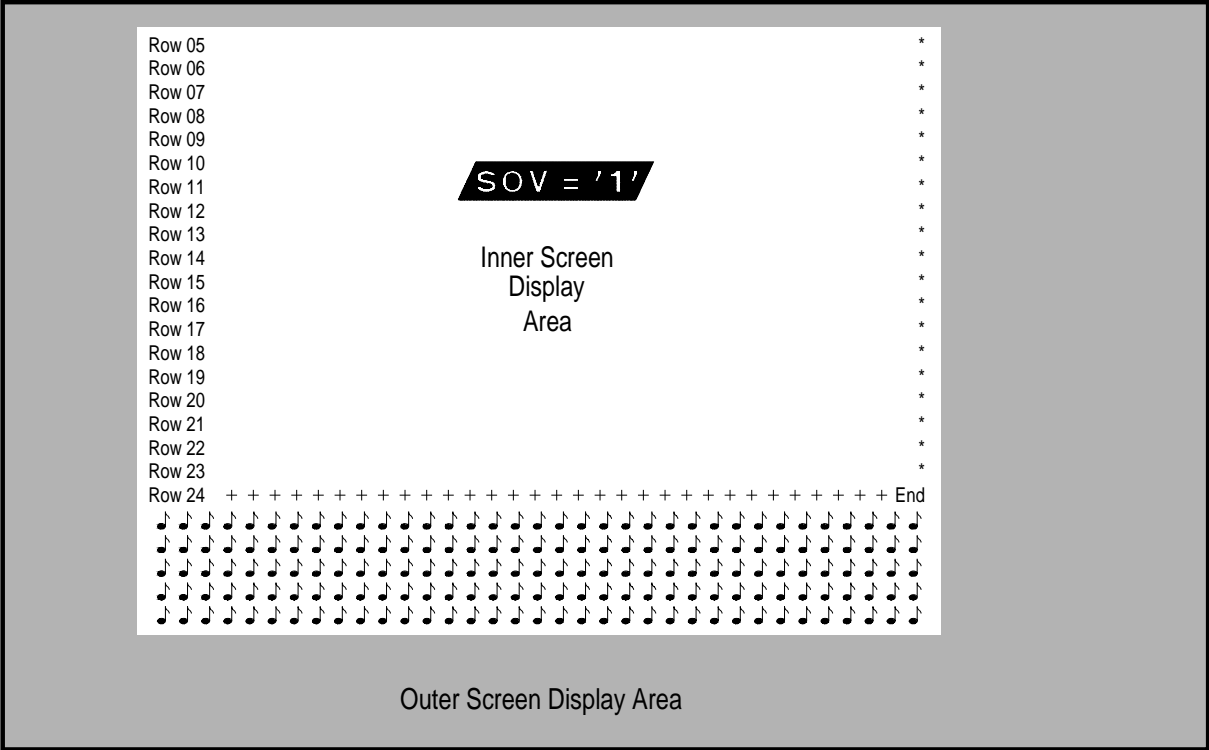 Row 05 *
Row 06 *
Row 07 *
Row 08 *
Row 09 *
Row 10 *
Row 11 *
Row 12 *
Row 13 *
Row 14 *
Row 15 *
Row 16 *
Row 17 *
Row 18 *
Row 19 *
Row 20 *
Row 21 *
Row 22 *
Row 23 *
Row 24 + + + + + + + + + + + + + + + + + + + + + + + + + + + + + + + End
♪ ♪ ♪ ♪ ♪ ♪ ♪ ♪ ♪ ♪ ♪ ♪ ♪ ♪ ♪ ♪ ♪ ♪ ♪ ♪ ♪ ♪ ♪ ♪ ♪ ♪ ♪ ♪ ♪ ♪ ♪ ♪ ♪ ♪ ♪
♪ ♪ ♪ ♪ ♪ ♪ ♪ ♪ ♪ ♪ ♪ ♪ ♪ ♪ ♪ ♪ ♪ ♪ ♪ ♪ ♪ ♪ ♪ ♪ ♪ ♪ ♪ ♪ ♪ ♪ ♪ ♪ ♪ ♪ ♪
♪ ♪ ♪ ♪ ♪ ♪ ♪ ♪ ♪ ♪ ♪ ♪ ♪ ♪ ♪ ♪ ♪ ♪ ♪ ♪ ♪ ♪ ♪ ♪ ♪ ♪ ♪ ♪ ♪ ♪ ♪ ♪ ♪ ♪ ♪
♪ ♪ ♪ ♪ ♪ ♪ ♪ ♪ ♪ ♪ ♪ ♪ ♪ ♪ ♪ ♪ ♪ ♪ ♪ ♪ ♪ ♪ ♪ ♪ ♪ ♪ ♪ ♪ ♪ ♪ ♪ ♪ ♪ ♪ ♪
♪ ♪ ♪ ♪ ♪ ♪ ♪ ♪ ♪ ♪ ♪ ♪ ♪ ♪ ♪ ♪ ♪ ♪ ♪ ♪ ♪ ♪ ♪ ♪ ♪ ♪ ♪ ♪ ♪ ♪ ♪ ♪ ♪ ♪ ♪
SOV = '1'
Inner Screen
Display
Area
Outer Screen Display Area